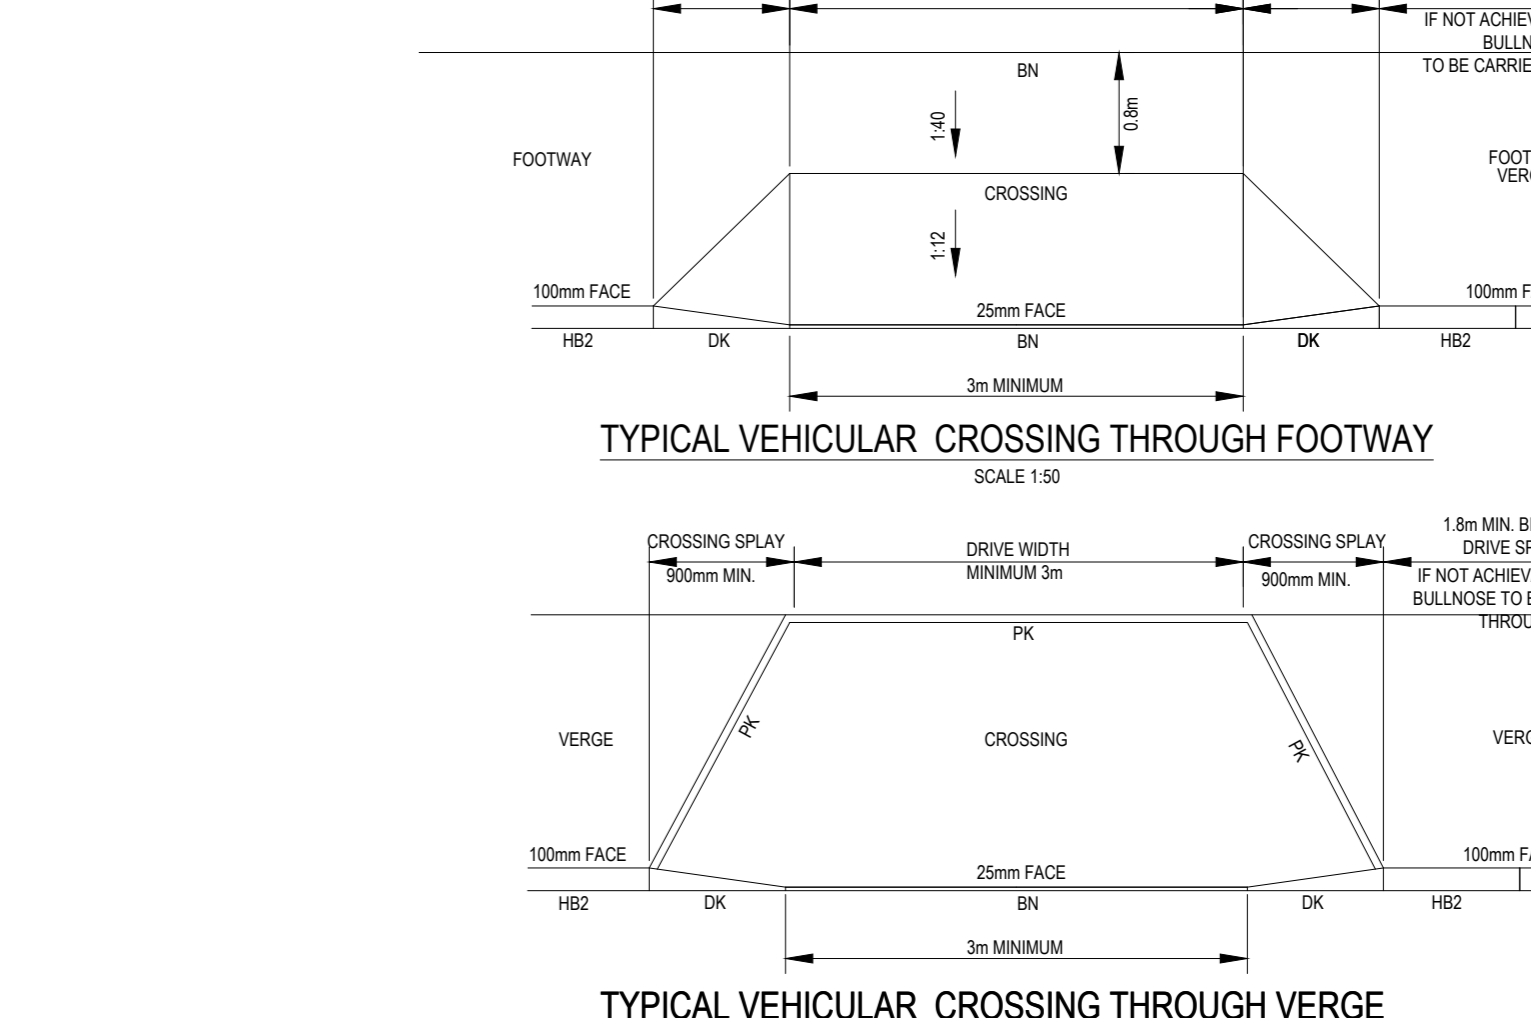 IF NOT ACHIEV
BULLN
BN
TO BE CARRIE
1:40
0.8m
FOOTWAY
FOOT
VERG
CROSSING
1:12
100mm FACE
25mm FACE
100mm F
HB2
DK
BN
DK
HB2
3m MINIMUM
TYPICAL VEHICULAR CROSSING THROUGH FOOTWAY
SCALE 1:50
1.8m MIN. B
CROSSING SPLAY
DRIVE WIDTH
CROSSING SPLAY
DRIVE SP
900mm MIN.
MINIMUM 3m
900mm MIN.
IF NOT ACHIEV
BULLNOSE TO B
THROU
PK
PK
PK
VERGE
CROSSING
VERG
100mm FACE
25mm FACE
100mm FA
HB2
DK
BN
DK
HB2
3m MINIMUM
TYPICAL VEHICULAR CROSSING THROUGH VERGE